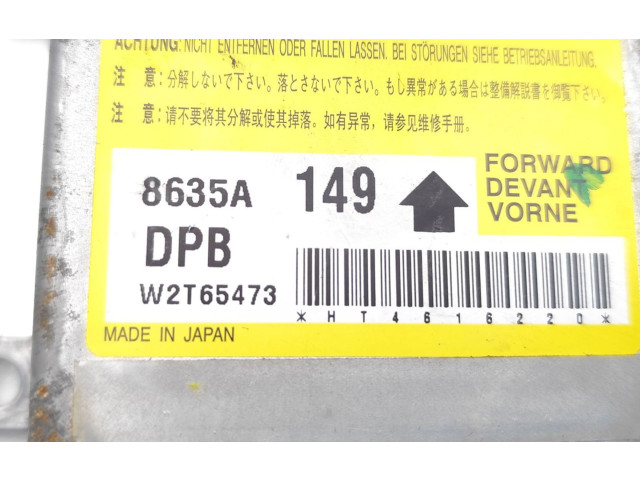 ACHTUNG: NICHT ENTFERNEN ODER FALLEN LASSEN. BEI STÖRUNGEN SIEHE BETRIEBSANLEITUNG.
注 意:分解しないで下さい。落とさないで下さい。もし異常がある場合は整備解説書を御覧下さい。
注 意:请不要将其分解或使其掉落。如有异常,请参见维修手册。
8635A 149
FORWARD
DEVANT
VORNE
DPB
W2T65473
*HT4616220*
MADE IN JAPAN